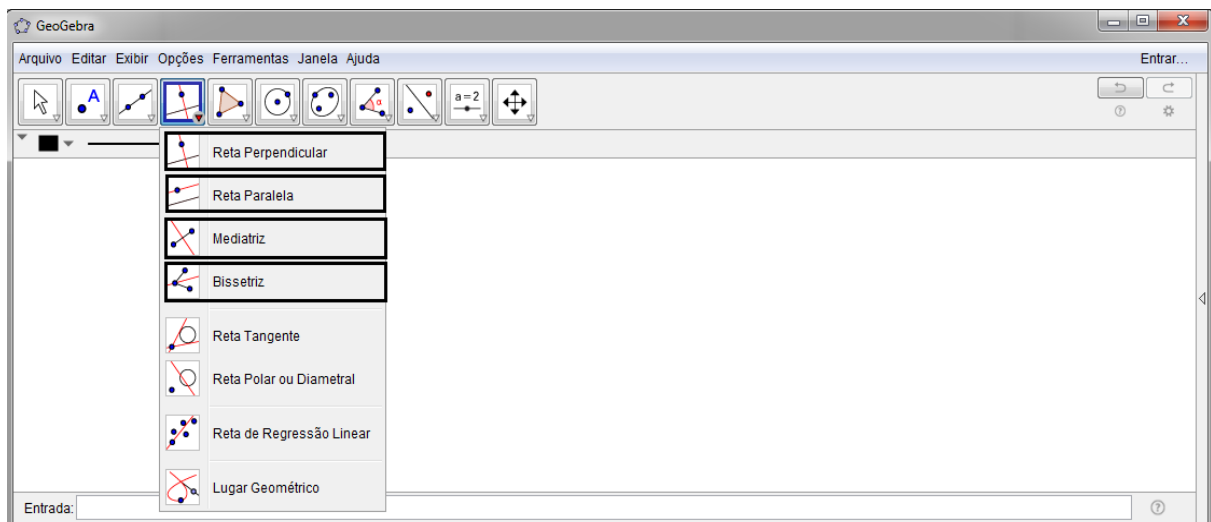 GeoGebra
Arquivo Editar Exibir Opções Ferramentas Janela Ajuda Entrar...
A α a=2
Reta Perpendicular
Reta Paralela
Mediatriz
Bissetriz
Reta Tangente
Reta Polar ou Diametral
Reta de Regressão Linear
Lugar Geométrico
Entrada: